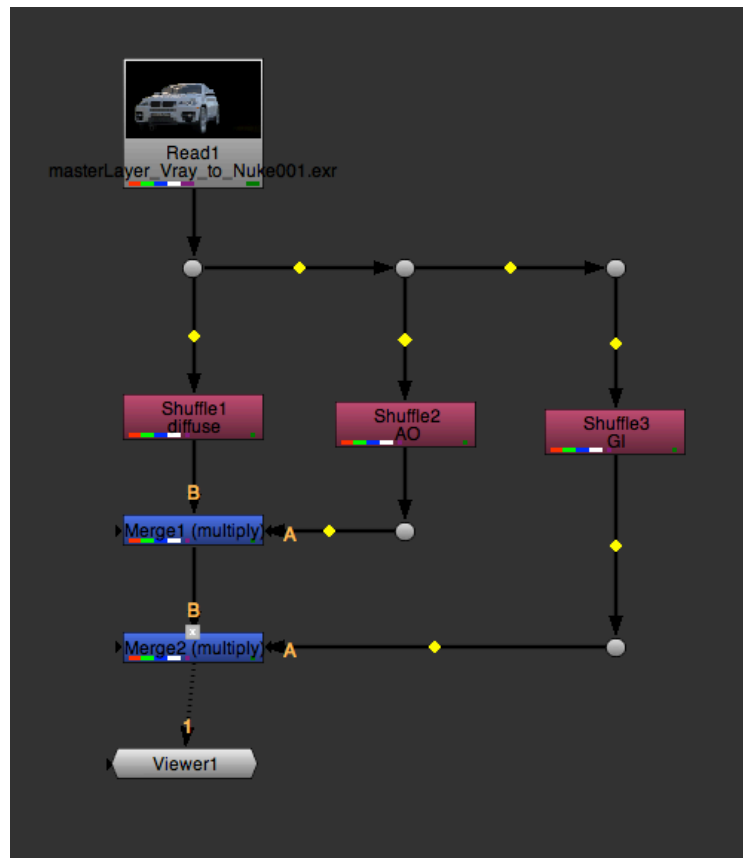 Read1
masterLayer_Vray_to_Nuke001.exr
Shuffle1
diffuse
Shuffle2
AO
Shuffle3
GI
B
Merge1 (multiply)
A
B
x
Merge2 (multiply)
A
1
Viewer1